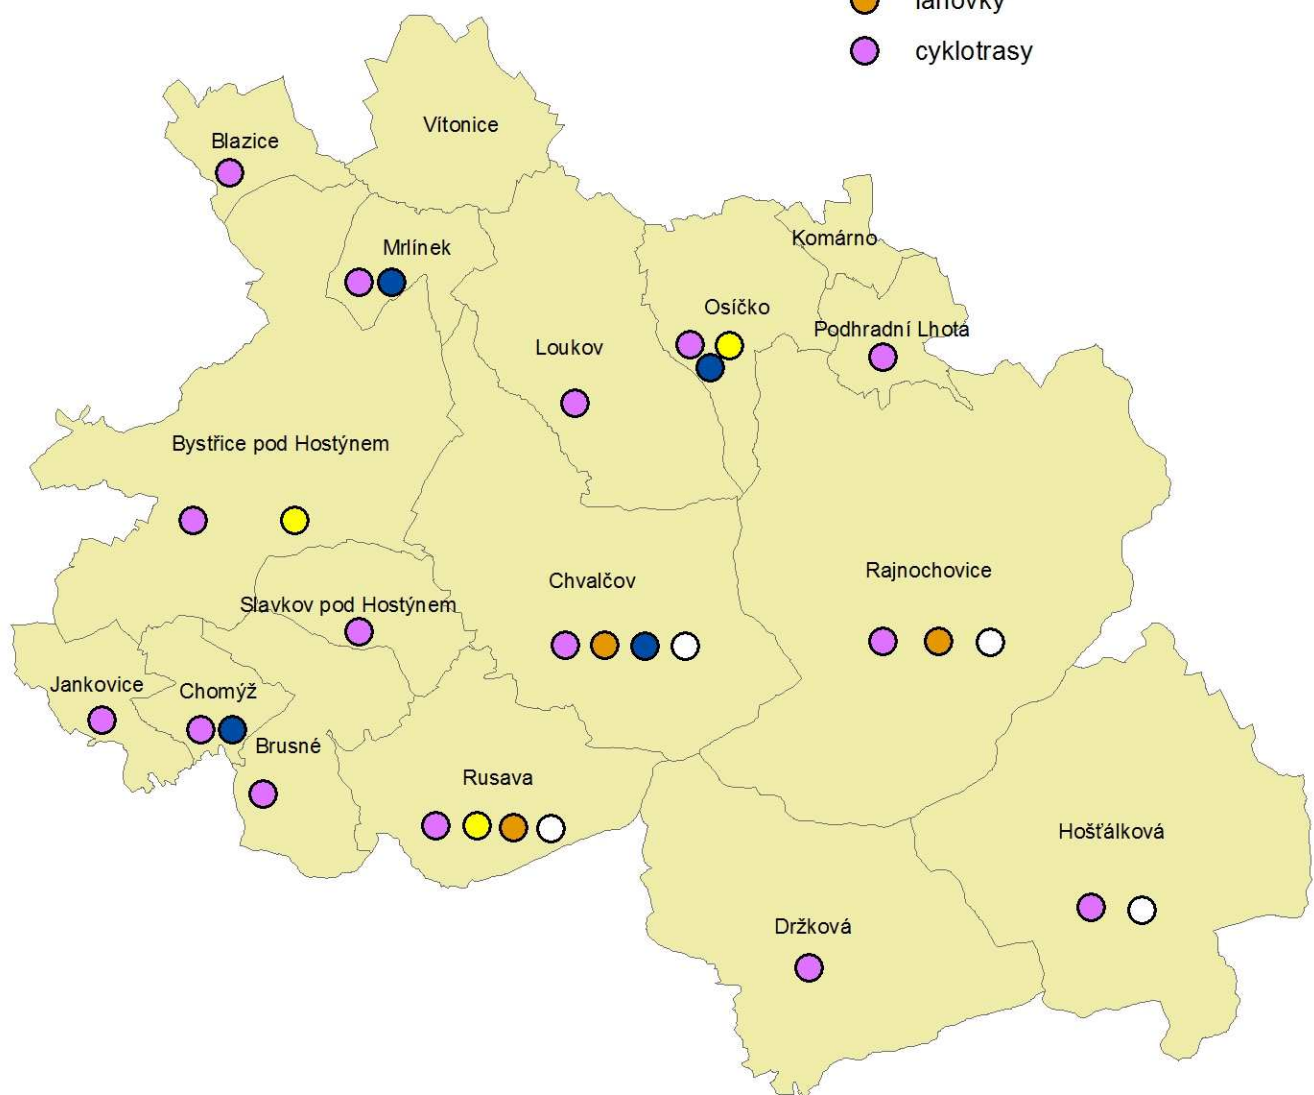 lanovky
cyklotrasy
Vítonice
Blazice
Komárno
Mrlínek
Osíčko
Podhradní Lhota
Loukov
Bystřice pod Hostýnem
Rajnochovice
Chvalčov
Slavkov pod Hostýnem
Jankovice
Chomýž
Brusné
Rusava
Hošťálková
Držková